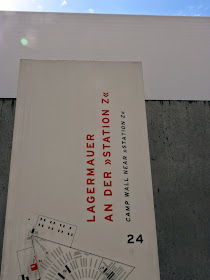 LAGERMAUER
AN DER »STATION Z«
CAMP WALL NEAR »STATION Z«
24